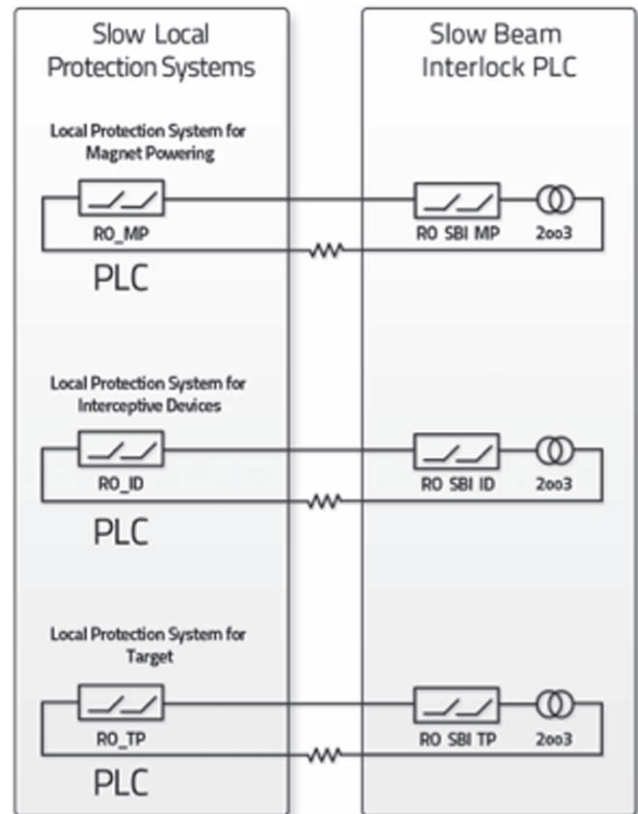 Slow Local
Protection Systems
Slow Beam
Interlock PLC
Local Protection System for
Magnet Powering
RO_MP
RO SBI MP
2oo3
PLC
Local Protection System for
Interceptive Devices
RO_ID
RO SBI ID
2oo3
PLC
Local Protection System for
Target
RO_TP
RO SBI TP
2oo3
PLC